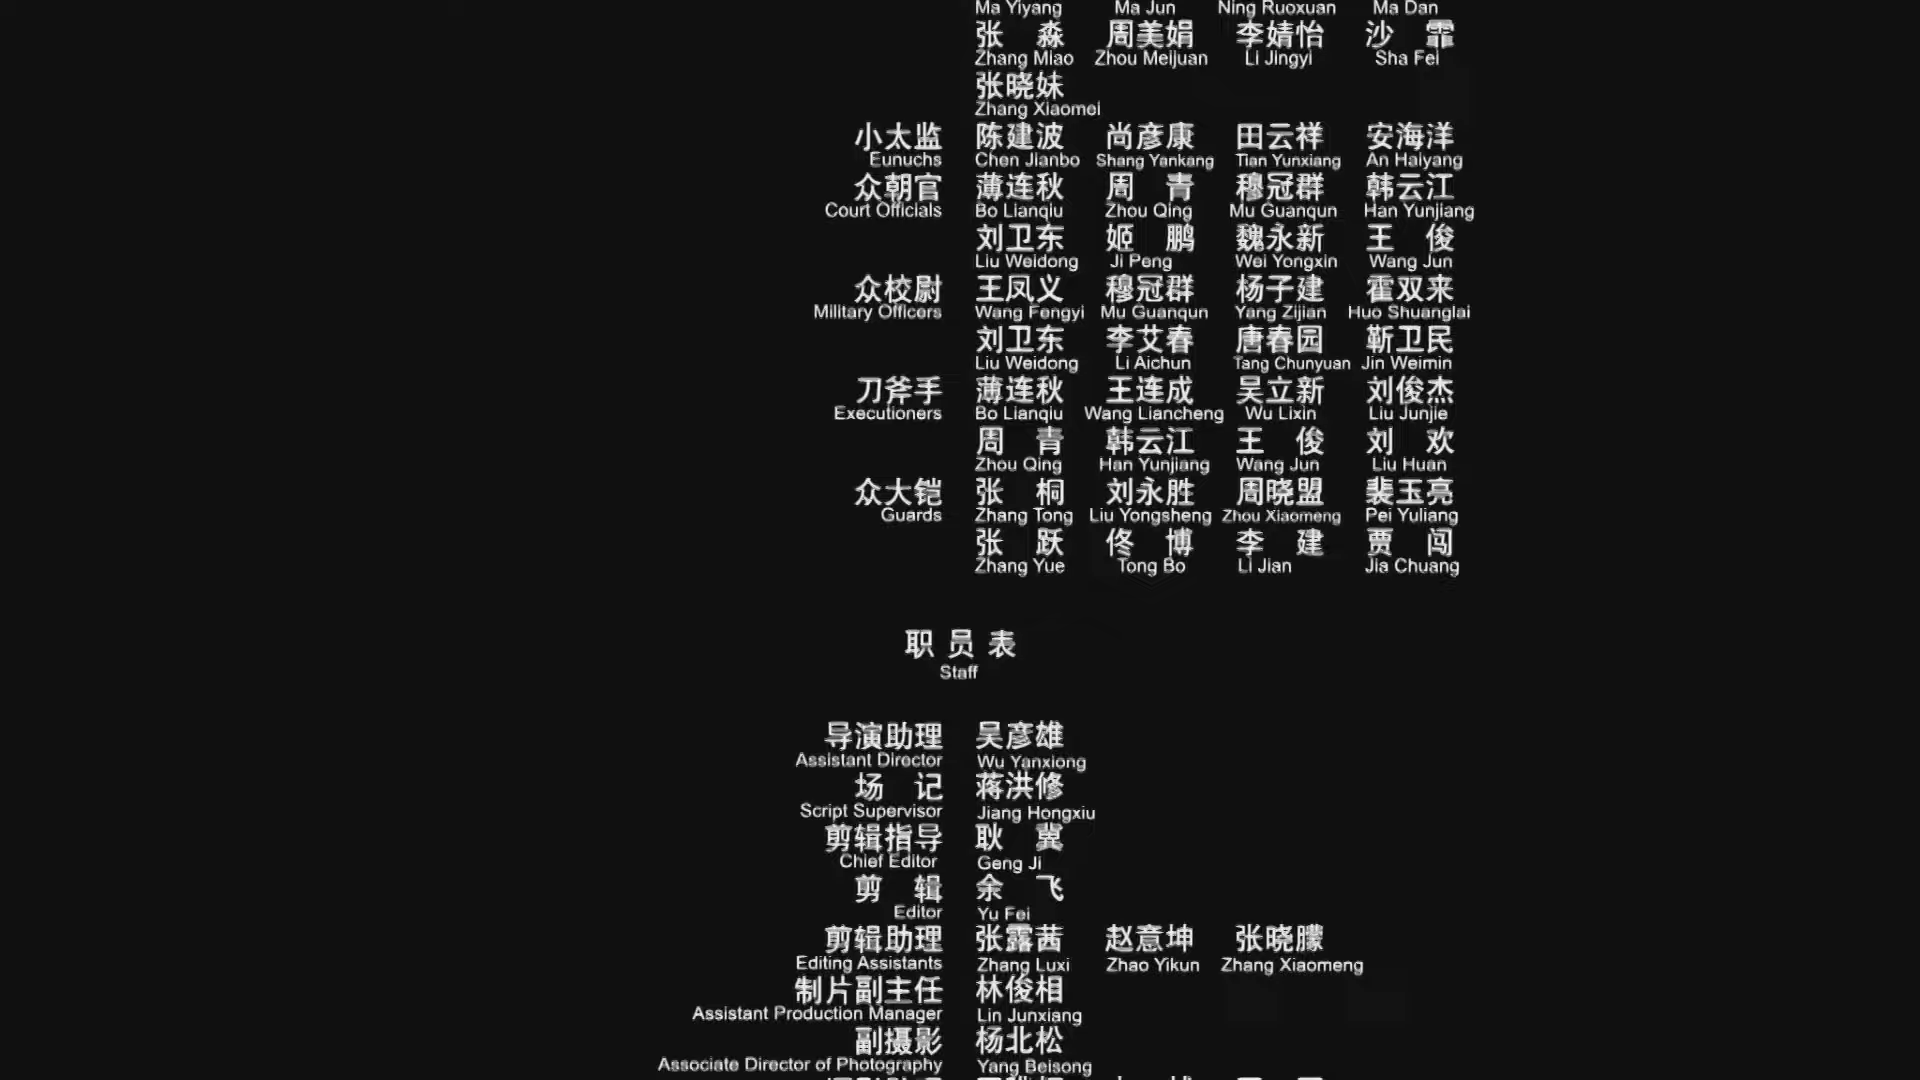 Ma Yiyang Ma Jun Ning Ruoxuan Ma Dan
张 淼 周美娟 李婧怡 沙 霏
Zhang Miao Zhou Meijuan Li Jingyi Sha Fei
张晓妹
Zhang Xiaomei
小太监 陈建波 尚彦康 田云祥 安海洋
Eunuchs Chen Jianbo Shang Yankang Tian Yunxiang An Haiyang
众朝官 薄连秋 周 青 穆冠群 韩云江
Court Officials Bo Lianqiu Zhou Qing Mu Guanqun Han Yunjiang
刘卫东 姬 鹏 魏永新 王 俊
Liu Weidong Ji Peng Wei Yongxin Wang Jun
众校尉 王凤义 穆冠群 杨子建 霍双来
Military Officers Wang Fengyi Mu Guanqun Yang Zijian Huo Shuanglai
刘卫东 李艾春 唐春园 靳卫民
Liu Weidong Li Aichun Tang Chunyuan Jin Weimin
刀斧手 薄连秋 王连成 吴立新 刘俊杰
Executioners Bo Lianqiu Wang Liancheng Wu Lixin Liu Junjie
周 青 韩云江 王 俊 刘 欢
Zhou Qing Han Yunjiang Wang Jun Liu Huan
众大铠 张 桐 刘永胜 周晓盟 裴玉亮
Guards Zhang Tong Liu Yongsheng Zhou Xiaomeng Pei Yuliang
张 跃 佟 博 李 建 贾 闯
Zhang Yue Tong Bo Li Jian Jia Chuang
职 员 表
Staff
导演助理 吴彦雄
Assistant Director Wu Yanxiong
场 记 蒋洪修
Script Supervisor Jiang Hongxiu
剪辑指导 耿 冀
Chief Editor Geng Ji
剪 辑 余 飞
Editor Yu Fei
剪辑助理 张露茜 赵意坤 张晓朦
Editing Assistants Zhang Luxi Zhao Yikun Zhang Xiaomeng
制片副主任 林俊相
Assistant Production Manager Lin Junxiang
副摄影 杨北松
Associate Director of Photography Yang Beisong